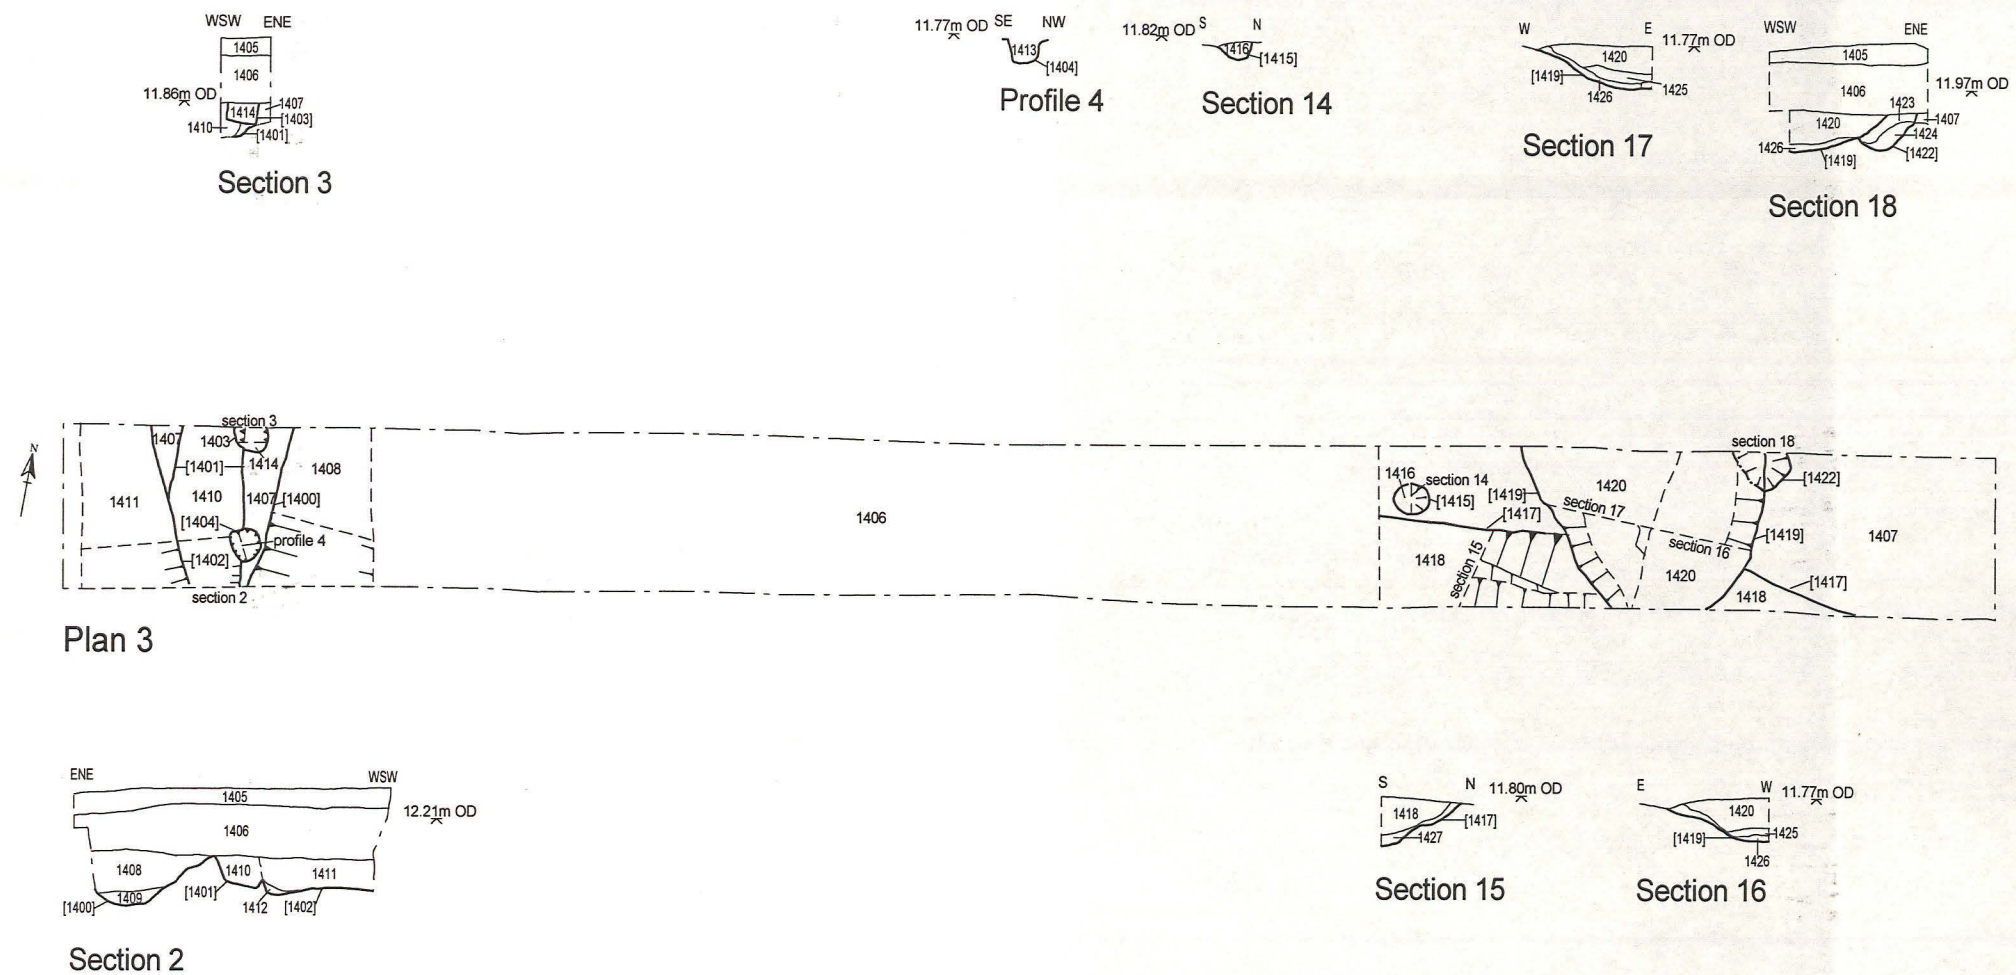 WSW ENE
1405
1406
11.86m OD
1407
1414
[1403]
1410
[1401]
Section 3
11.77m OD SE NW
1413
[1404]
Profile 4
11.82m OD S N
1416
[1415]
Section 14
W E 11.77m OD
1420
[1419]
1425
1426
Section 17
WSW ENE
1405
11.97m OD
1406
1423
1420
1407
1424
1426
[1419]
[1422]
Section 18
N
section 3
1407
1403
[1401]
1414
1408
1411
1410
1407
[1400]
[1404]
profile 4
[1402]
section 2
1406
section 18
1416
section 14
[1415]
[1419]
1420
[1422]
section 17
[1417]
section 16
[1419]
1407
1418
section 15
1420
[1417]
1418
Plan 3
ENE WSW
1405
12.21m OD
1406
1408
1410
1411
1409
[1401]
[1400]
1412
[1402]
Section 2
S N 11.80m OD
1418
[1417]
1427
Section 15
E W 11.77m OD
1420
1425
[1419]
1426
Section 16